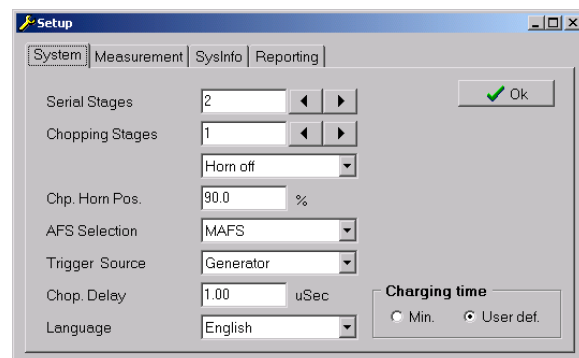 Setup
System Measurement SysInfo Reporting
Serial Stages 2
Ok
Chopping Stages 1
Horn off
Chp. Horn Pos. 90.0 %
AFS Selection MAFS
Trigger Source Generator
Chop. Delay 1.00 uSec
Charging time
Min. User def.
Language English